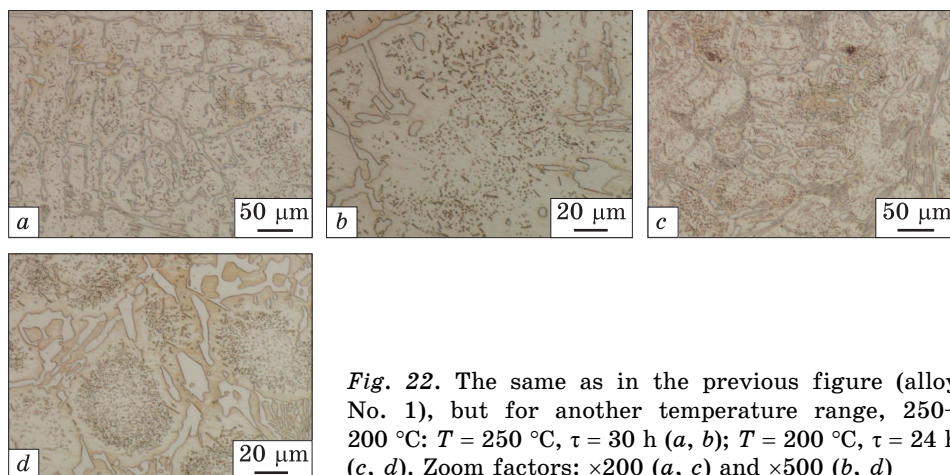 a
50 μm
b
20 μm
c
50 μm
d
20 μm
Fig. 22. The same as in the previous figure (alloy
No. 1), but for another temperature range, 250–
200 °C: T = 250 °C, τ = 30 h (a, b); T = 200 °C, τ = 24 h
(c, d). Zoom factors: ×200 (a, c) and ×500 (b, d)